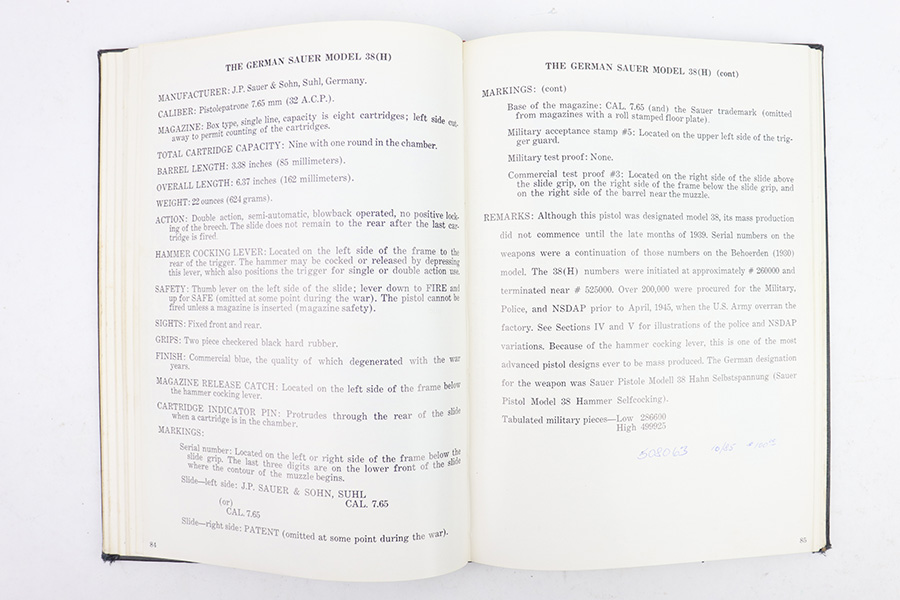 THE GERMAN SAUER MODEL 38(H)
MANUFACTURER: J.P. Sauer & Sohn, Suhl, Germany.
CALIBER: Pistolepatrone 7.65 mm (32 A.C.P.).
MAGAZINE: Box type, single line, capacity is eight cartridges; left side cut
away to permit counting of the cartridges.
TOTAL CARTRIDGE CAPACITY: Nine with one round in the chamber.
BARREL LENGTH: 3.38 inches (85 millimeters).
OVERALL LENGTH: 6.37 inches (162 millimeters).
WEIGHT: 22 ounces (624 grams).
ACTION: Double action, semi-automatic, blowback operated, no positive lock-
ing of the breech. The slide does not remain to the rear after the last car-
tridge is fired.
HAMMER COCKING LEVER: Located on the left side of the frame to the
rear of the trigger. The hammer may be cocked or released by depressing
this lever, which also positions the trigger for single or double action use.
SAFETY: Thumb lever on the left side of the slide; lever down to FIRE and
up for SAFE (omitted at some point during the war). The pistol cannot be
fired unless a magazine is inserted (magazine safety).
SIGHTS: Fixed front and rear.
GRIPS: Two piece checkered black hard rubber.
FINISH: Commercial blue, the quality of which degenerated with the war
years.
MAGAZINE RELEASE CATCH: Located on the left side of the frame below
the hammer cocking lever.
CARTRIDGE INDICATOR PIN: Protrudes through the rear of the slide
when a cartridge is in the chamber.
MARKINGS:
Serial number: Located on the left or right side of the frame below the
slide grip. The last three digits are on the lower front of the slide
where the contour of the muzzle begins.
Slide—left side: J.P. SAUER & SOHN, SUHL
(or) CAL. 7.65
CAL. 7.65
Slide—right side: PATENT (omitted at some point during the war).
84
THE GERMAN SAUER MODEL 38(H) (cont)
MARKINGS: (cont)
Base of the magazine: CAL. 7.65 (and) the Sauer trademark (omitted
from magazines with a roll stamped floor plate).
Military acceptance stamp #5: Located on the upper left side of the trig-
ger guard.
Military test proof: None.
Commercial test proof #3: Located on the right side of the slide above
the slide grip, on the right side of the frame below the slide grip, and
on the right side of the barrel near the muzzle.
REMARKS: Although this pistol was designated model 38, its mass production
did not commence until the late months of 1939. Serial numbers on the
weapons were a continuation of those numbers on the Behoerden (1930)
model. The 38(H) numbers were initiated at approximately # 260000 and
terminated near # 525000. Over 200,000 were procured for the Military,
Police, and NSDAP prior to April, 1945, when the U.S. Army overran the
factory. See Sections IV and V for illustrations of the police and NSDAP
variations. Because of the hammer cocking lever, this is one of the most
advanced pistol designs ever to be mass produced. The German designation
for the weapon was Sauer Pistole Modell 38 Hahn Selbstspannung (Sauer
Pistol Model 38 Hammer Selfcocking).
Tabulated military pieces—Low 286690
High 499925
508063 10/85
85